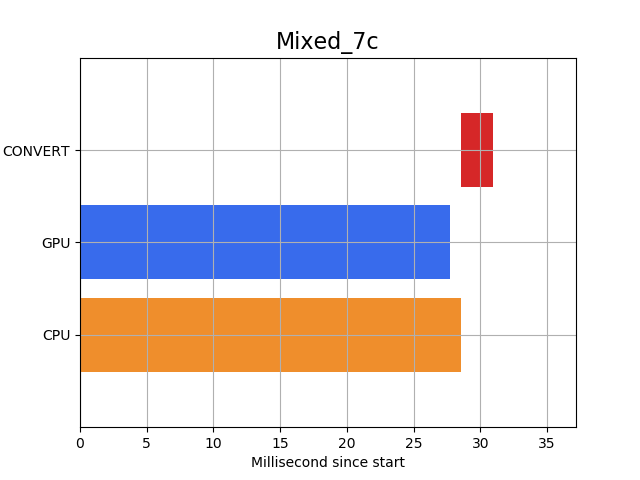 Mixed_7c
CONVERT
GPU
CPU
0 5 10 15 20 25 30 35
Millisecond since start